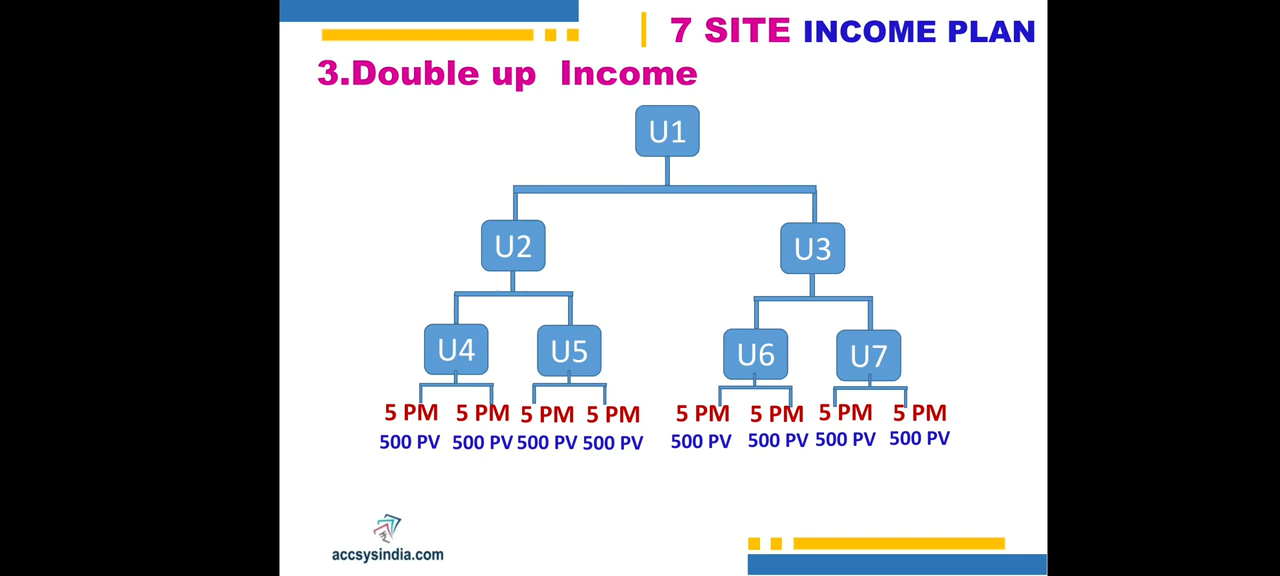 7 SITE INCOME PLAN
3.Double up Income
U1
U2 U3
U4 U5 U6 U7
5 PM 5 PM 5 PM 5 PM 5 PM 5 PM 5 PM 5 PM
500 PV 500 PV 500 PV 500 PV 500 PV 500 PV 500 PV 500 PV
accsysindia.com